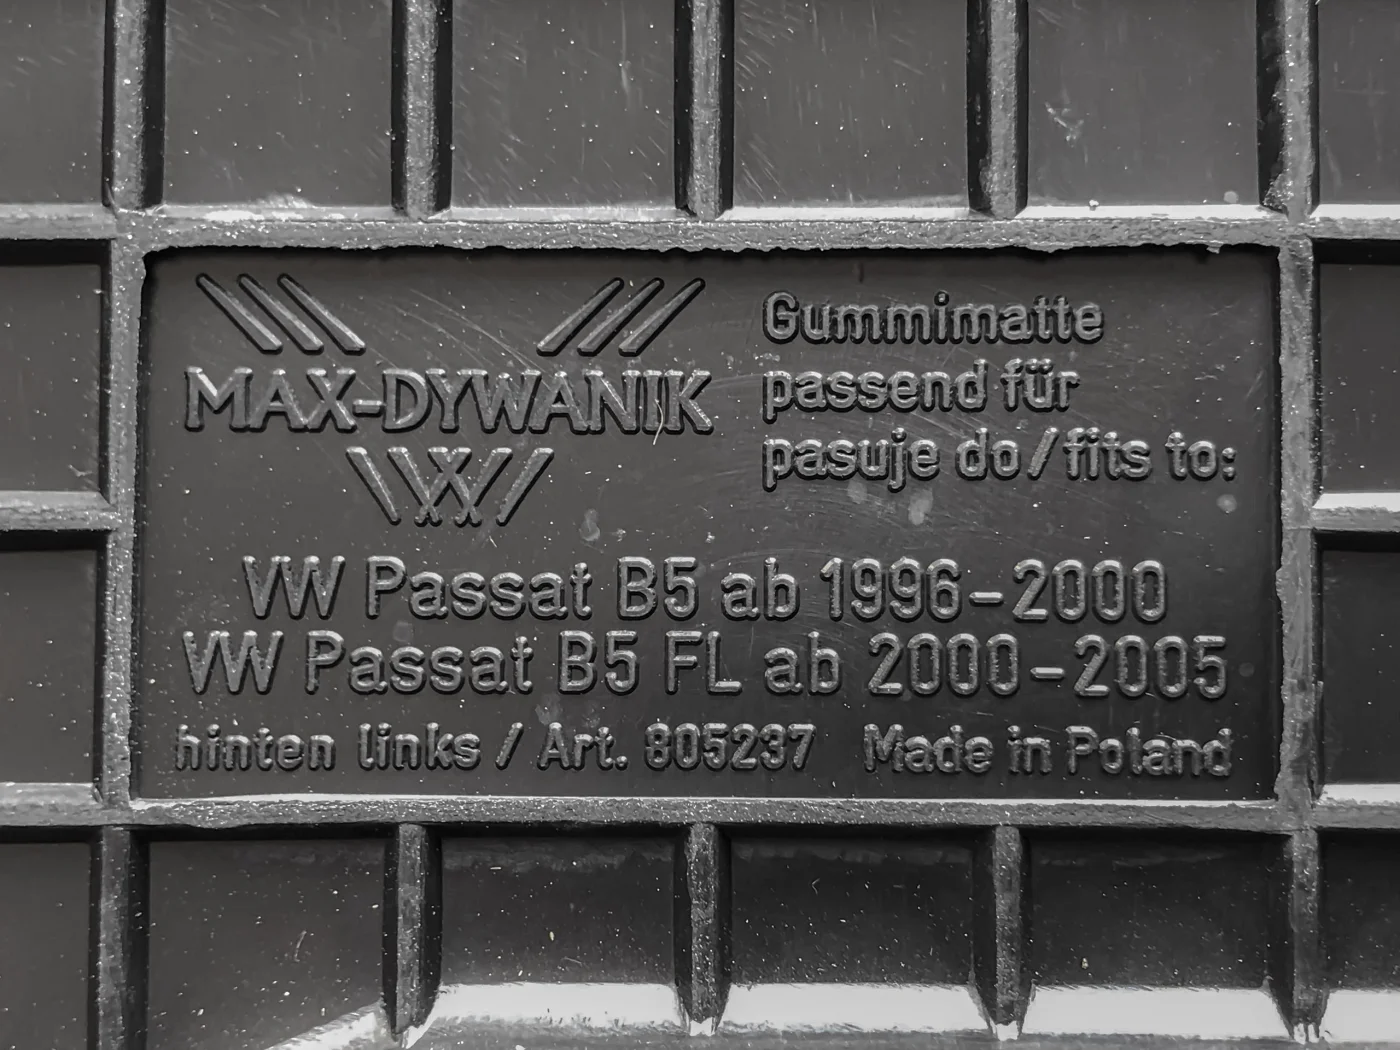 MAX-DYWANIK
Gummimatte
passend für
pasuje do / fits to:
VW Passat B5 ab 1996-2000
VW Passat B5 FL ab 2000-2005
hinten links / Art. 805237 Made in Poland